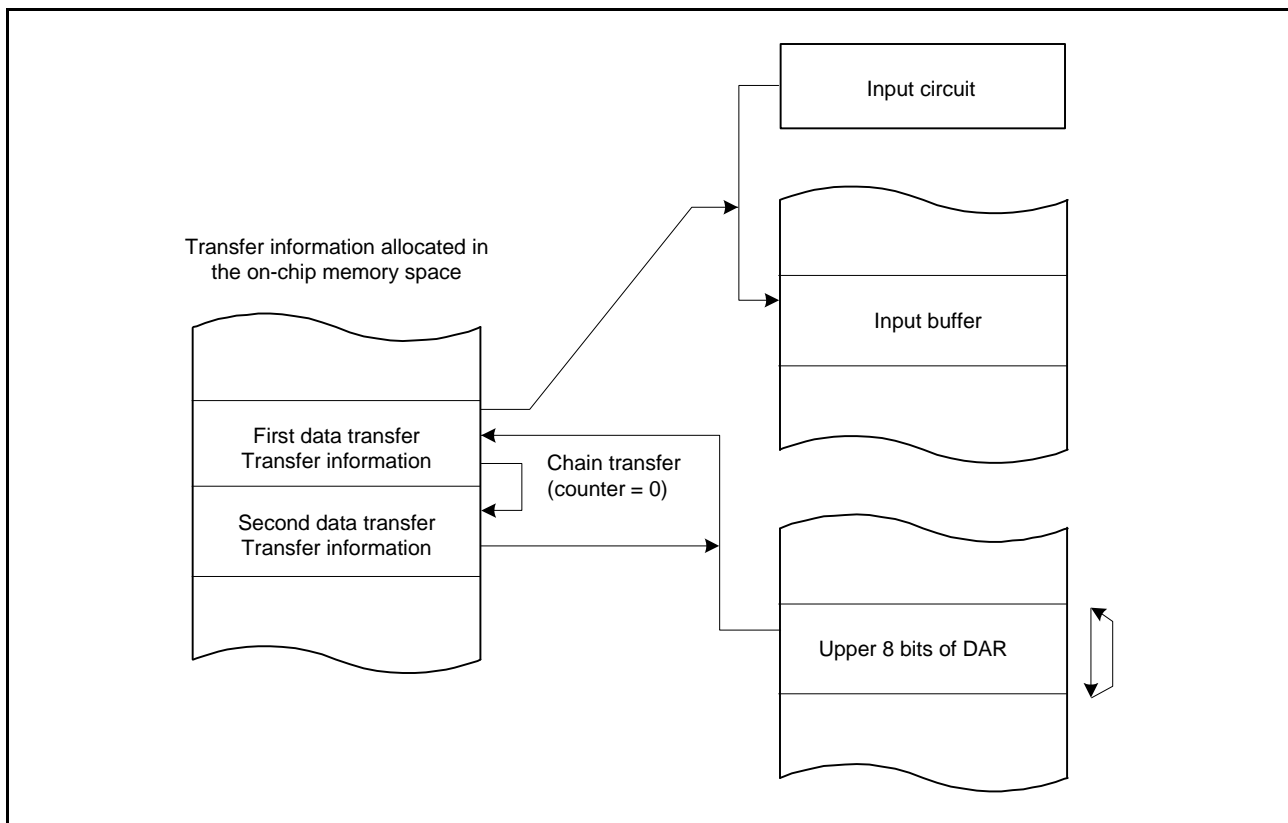 Input circuit
Transfer information allocated in
the on-chip memory space
Input buffer
First data transfer
Transfer information
Chain transfer
(counter = 0)
Second data transfer
Transfer information
Upper 8 bits of DAR